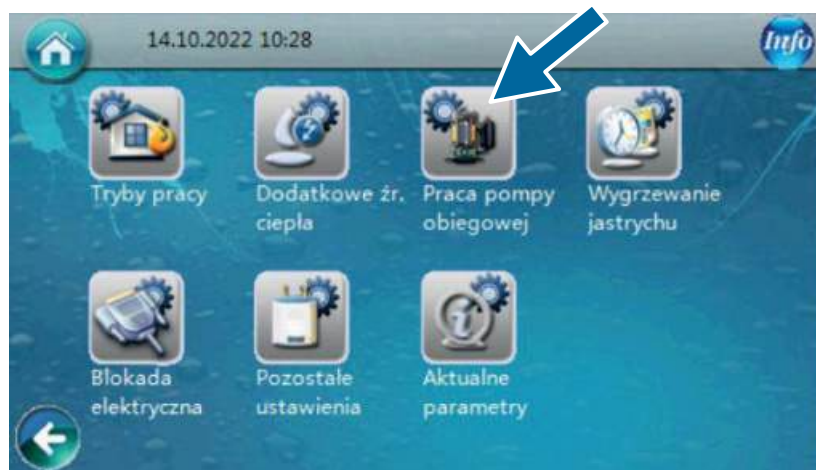 14.10.2022 10:28
Info
Tryby pracy
Dodatkowe źr.
ciepła
Praca pompy
obiegowej
Wygrzewanie
jastrychu
Blokada
elektryczna
Pozostałe
ustawienia
Aktualne
parametry